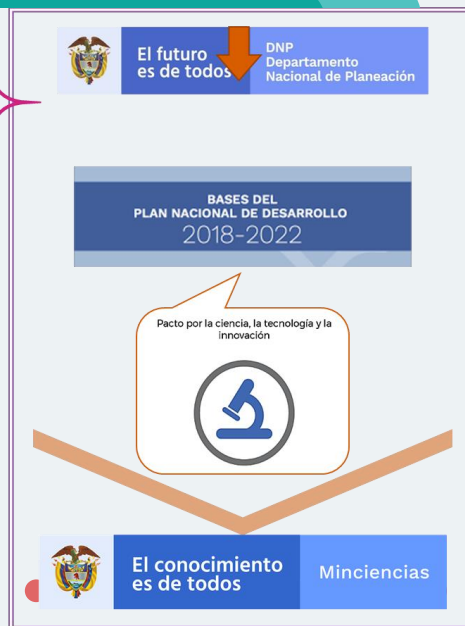 El futuro
es de todos
DNP
Departamento
Nacional de Planeación
BASES DEL
PLAN NACIONAL DE DESARROLLO
2018-2022
Pacto por la ciencia, la tecnología y la
innovación
El conocimiento
es de todos
Minciencias